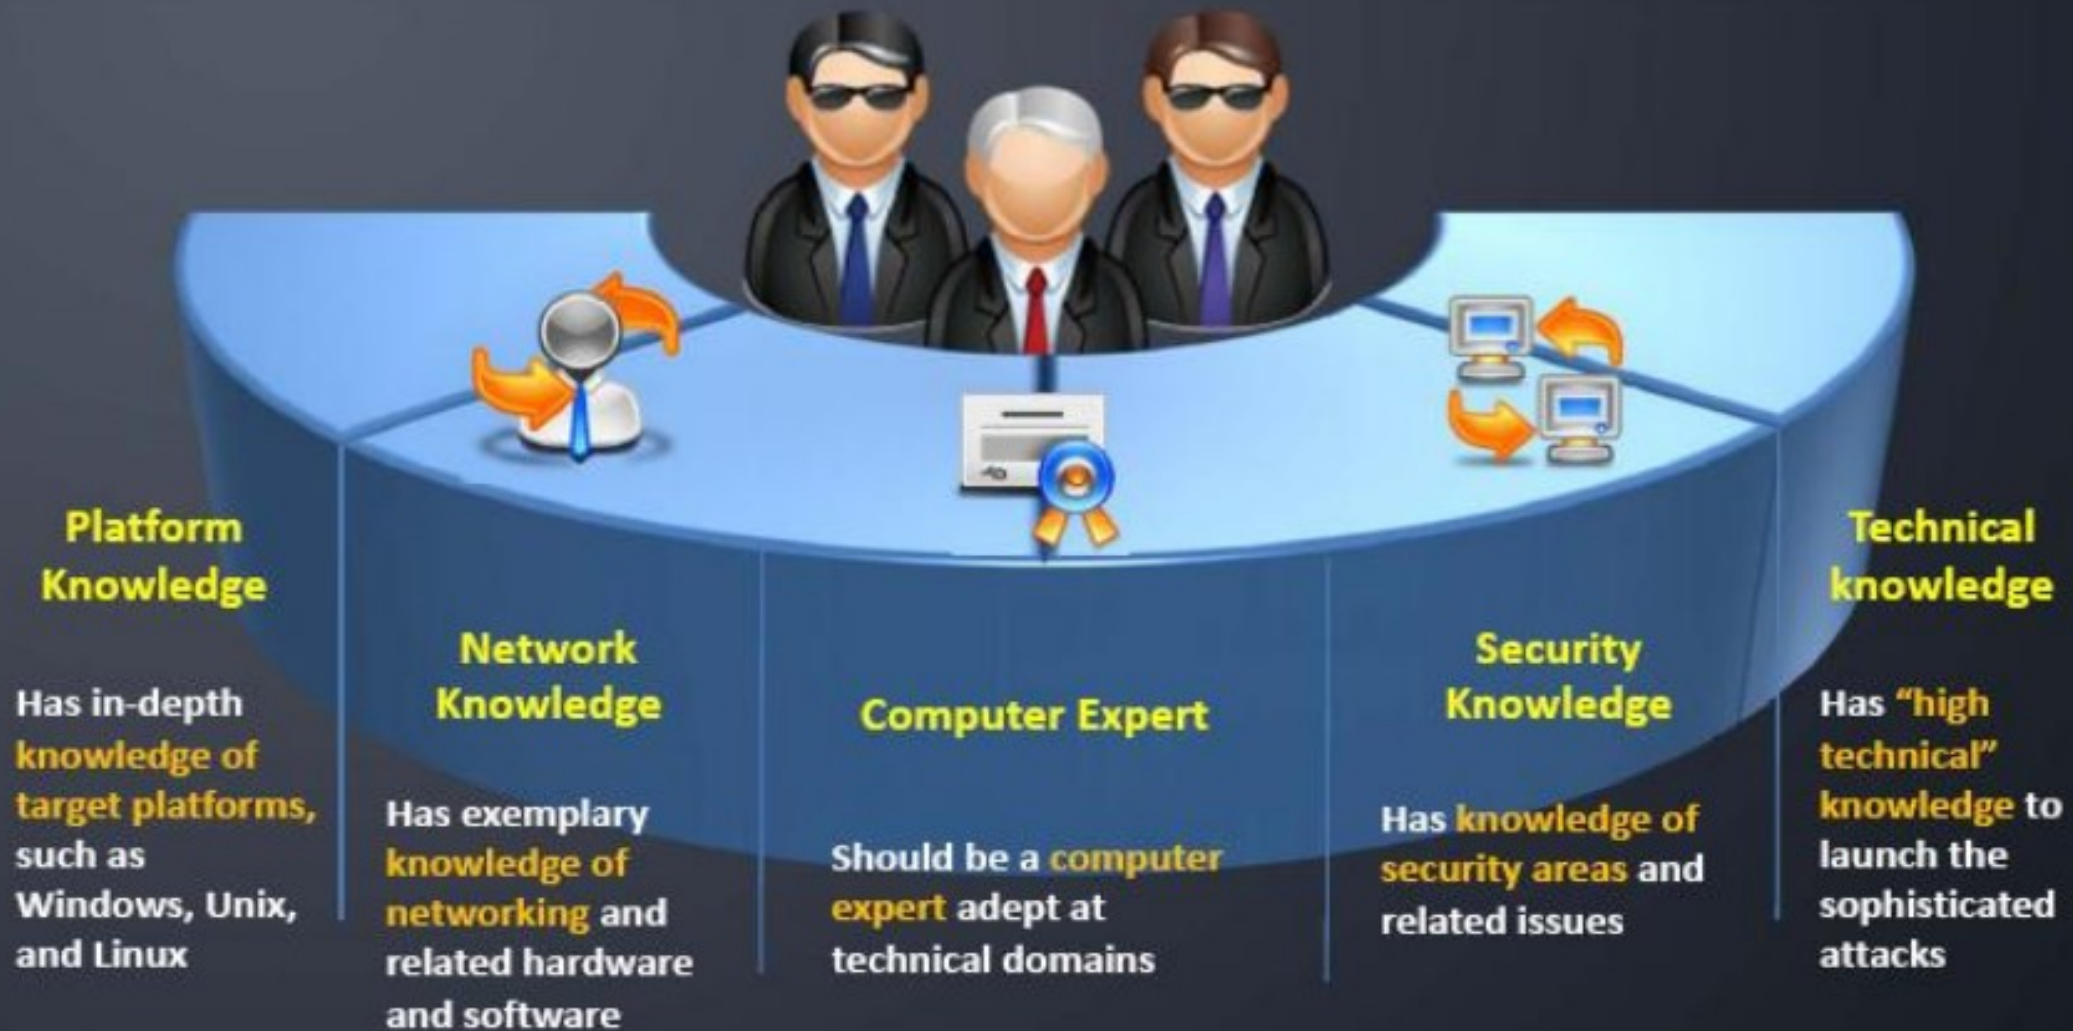 Platform
Knowledge
Has in-depth
knowledge of
target platforms,
such as
Windows, Unix,
and Linux
Network
Knowledge
Has exemplary
knowledge of
networking and
related hardware
and software
Computer Expert
Should be a computer
expert adept at
technical domains
Security
Knowledge
Has knowledge of
security areas and
related issues
Technical
knowledge
Has “high
technical”
knowledge to
launch the
sophisticated
attacks